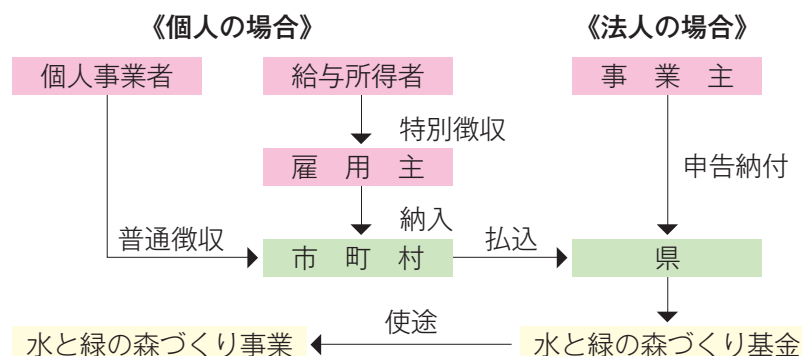 《個人の場合》
《法人の場合》
個人事業者
給与所得者
事業主
特別徴収
雇用主
申告納付
納入
普通徴収
払込
市町村
県
使途
水と緑の森づくり事業
水と緑の森づくり基金